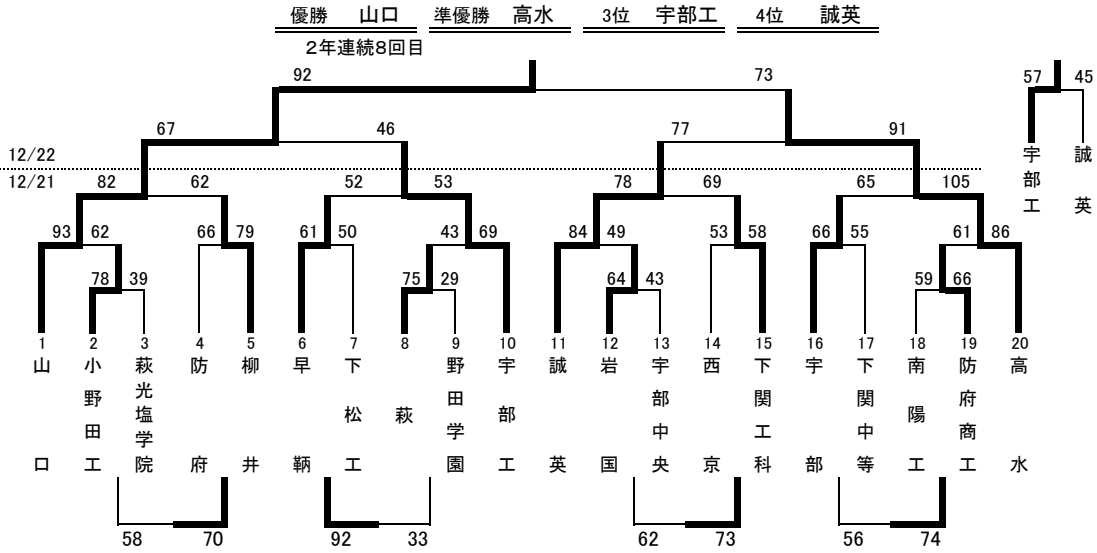 優勝 山口 準優勝 高水 3位 宇部工 4位 誠英
2年連続8回目
92 73 57 45
67 46 77 91
12/22
宇部工 誠英
12/21 82 62 52 53 78 69 65 105
93 62 66 79 61 50 43 69 84 49 53 58 66 55 61 86
78 39 75 29 64 43 59 66
1 2 3 4 5 6 7 8 9 10 11 12 13 14 15 16 17 18 19 20
山口 小野田工 萩光塩学院 防府 柳井 早鞆 下松工 萩 野田学園 宇部工 誠英 岩国 宇部中央 西京 下関工科 宇部 下関中等 南陽工 防府商工 高水
58 70 92 33 62 73 56 74